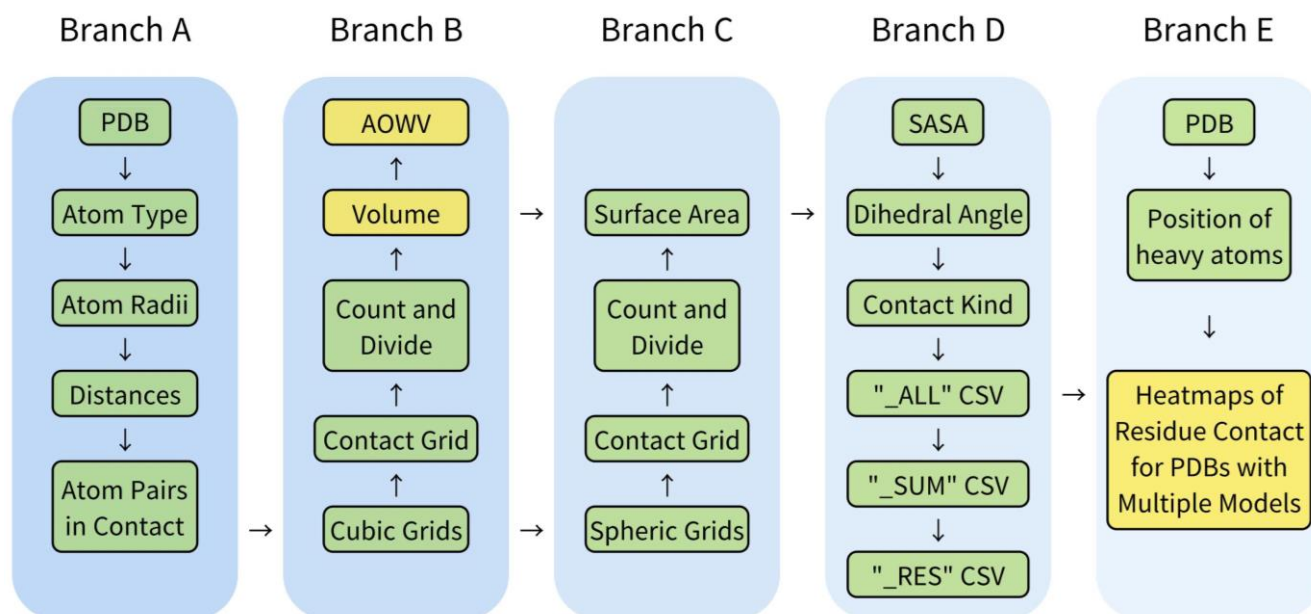 Branch A
Branch B
Branch C
Branch D
Branch E
PDB
Atom Type
Atom Radii
Distances
Atom Pairs
in Contact
AOWV
Volume
Count and
Divide
Contact Grid
Cubic Grids
Surface Area
Count and
Divide
Contact Grid
Spheric Grids
SASA
Dihedral Angle
Contact Kind
"_ALL" CSV
"_SUM" CSV
"_RES" CSV
PDB
Position of
heavy atoms
Heatmaps of
Residue Contact
for PDBs with
Multiple Models